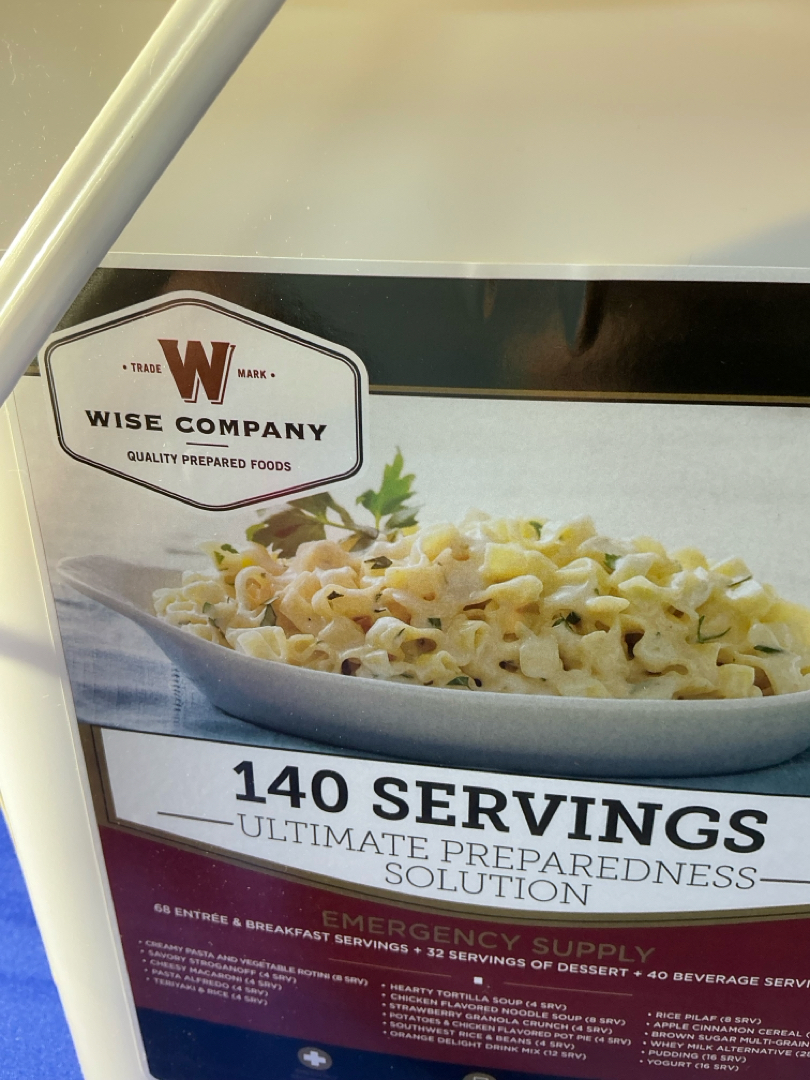 • TRADE W MARK •
WISE COMPANY
QUALITY PREPARED FOODS
140 SERVINGS
ULTIMATE PREPAREDNESS
SOLUTION
EMERGENCY SUPPLY
68 ENTRÉE & BREAKFAST SERVINGS + 32 SERVINGS OF DESSERT + 40 BEVERAGE
• CREAMY PASTA AND VEGETABLE ROTINI (8 SRV)
• SAVORY STROGANOFF (4 SRV)
• CHEESY MACARONI (4 SRV)
• PASTA ALFREDO (4 SRV)
• TERIYAKI & RICE (4 SRV)
• HEARTY TORTILLA SOUP (4 SRV)
• CHICKEN FLAVORED NOODLE SOUP (8 SRV)
• STRAWBERRY GRANOLA CRUNCH (4 SRV)
• POTATOES & CHICKEN FLAVORED POT PIE (4 SRV)
• SOUTHWEST RICE & BEANS (4 SRV)
• ORANGE DELIGHT DRINK MIX (12 SRV)
• RICE PILAF (8 SRV)
• APPLE CINNAMON CEREAL
• BROWN SUGAR MULTI-GRAIN
• WHEY MILK ALTERNATIVE
• PUDDING (16 SRV)
• YOGURT (16 SRV)